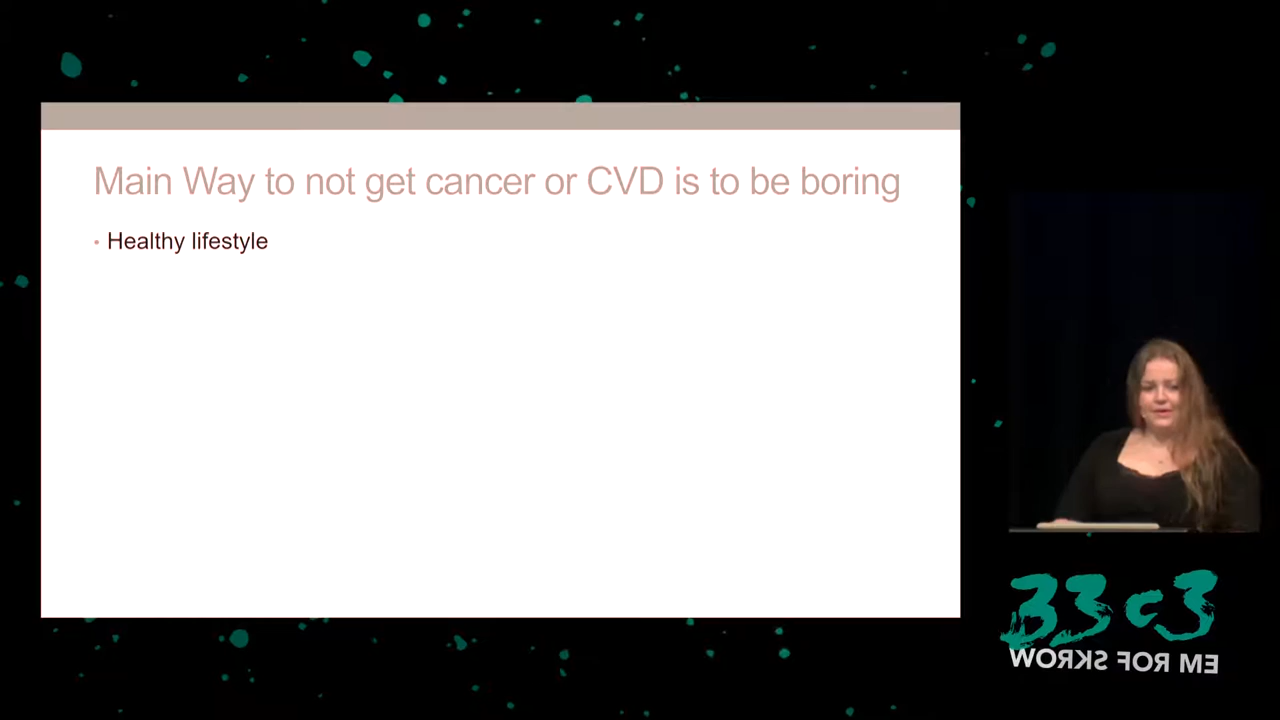 Main Way to not get cancer or CVD is to be boring
• Healthy lifestyle
33c3
WORKS FOR ME